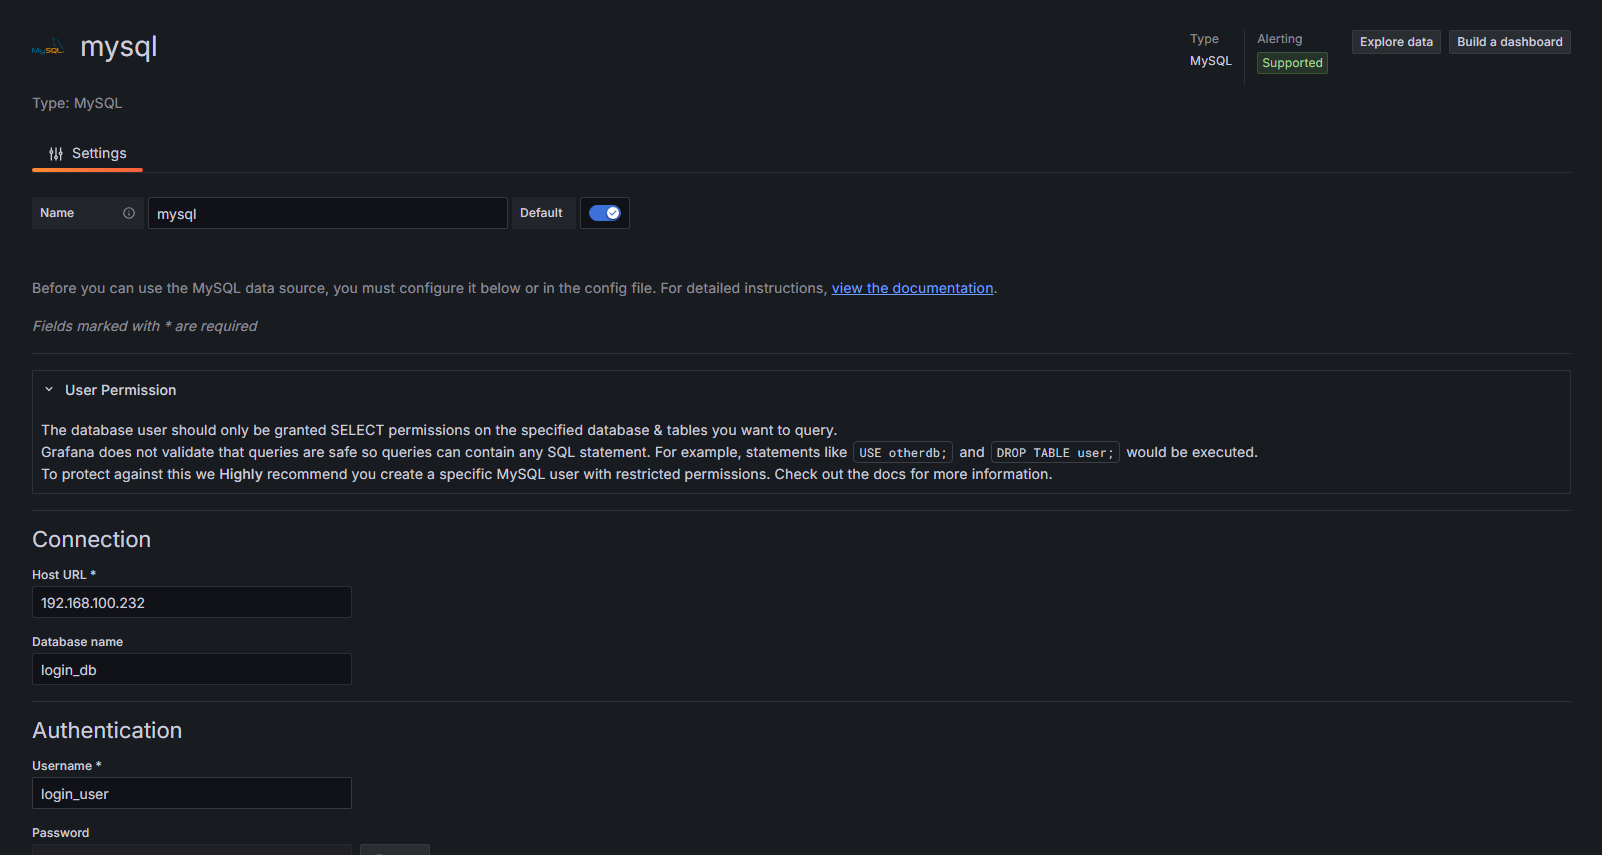 MySQL mysql
Type
MySQL
Alerting
Supported
Explore data
Build a dashboard
Type: MySQL
Settings
Name
mysql
Default
Before you can use the MySQL data source, you must configure it below or in the config file. For detailed instructions, view the documentation.
Fields marked with * are required
User Permission
The database user should only be granted SELECT permissions on the specified database & tables you want to query.
Grafana does not validate that queries are safe so queries can contain any SQL statement. For example, statements like USE otherdb; and DROP TABLE user; would be executed.
To protect against this we Highly recommend you create a specific MySQL user with restricted permissions. Check out the docs for more information.
Connection
Host URL *
192.168.100.232
Database name
login_db
Authentication
Username *
login_user
Password